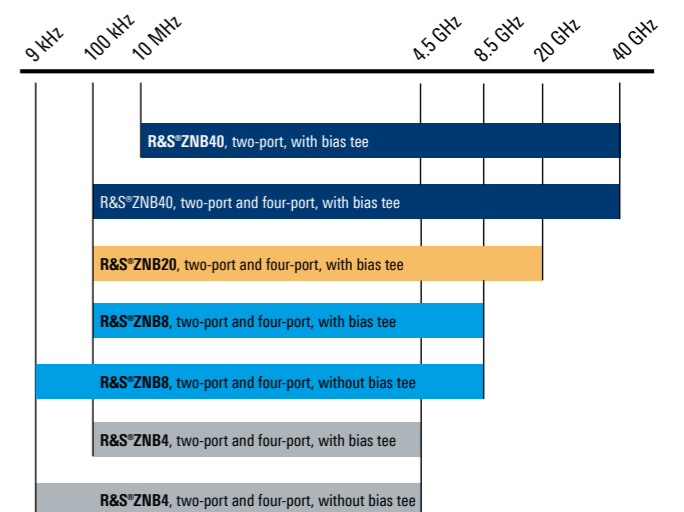 9 kHz 100 kHz 10 MHz 4.5 GHz 8.5 GHz 20 GHz 40 GHz
R&S®ZNB40, two-port, with bias tee
R&S®ZNB40, two-port and four-port, with bias tee
R&S®ZNB20, two-port and four-port, with bias tee
R&S®ZNB8, two-port and four-port, with bias tee
R&S®ZNB8, two-port and four-port, without bias tee
R&S®ZNB4, two-port and four-port, with bias tee
R&S®ZNB4, two-port and four-port, without bias tee